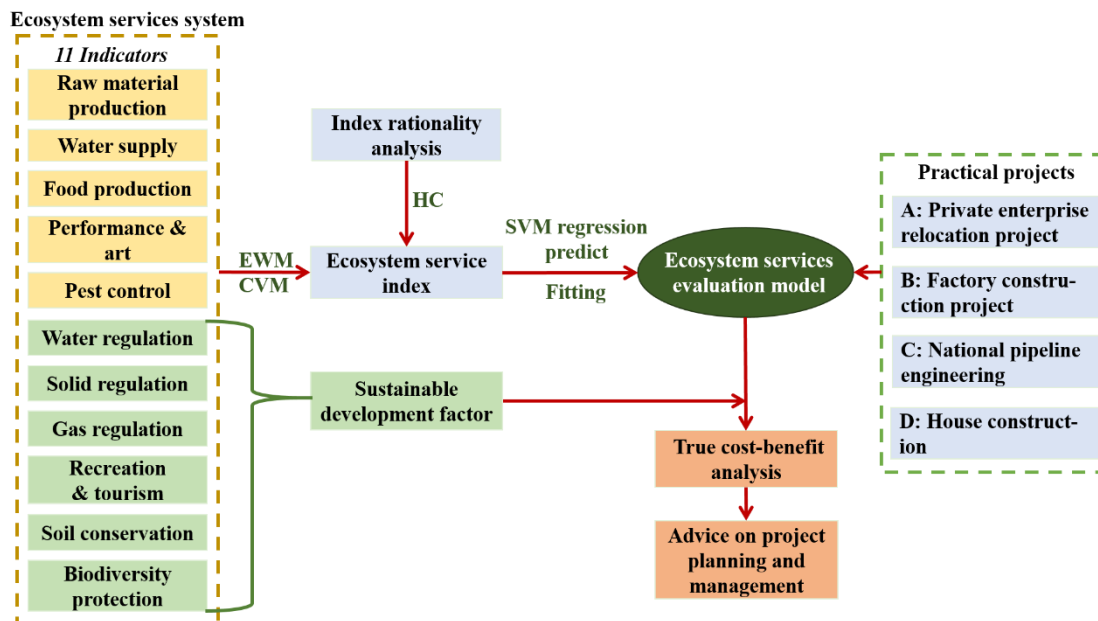 Ecosystem services system
11 Indicators
Raw material
production
Water supply
Food production
Performance &
art
Pest control
Water regulation
Solid regulation
Gas regulation
Recreation
& tourism
Soil conservation
Biodiversity
protection
EWM
CVM
Index rationality
analysis
HC
Ecosystem service
index
Sustainable
development factor
SVM regression
predict
Fitting
Ecosystem services
evaluation model
True cost-benefit
analysis
Advice on project
planning and
management
Practical projects
A: Private enterprise
relocation project
B: Factory constru-
ction project
C: National pipeline
engineering
D: House construct-
ion